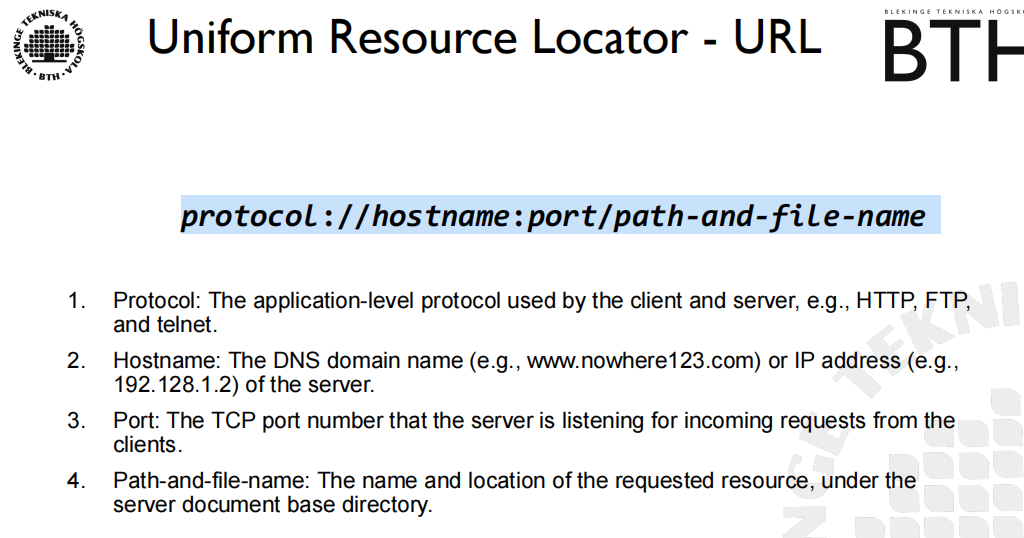 BLEKINGE TEKNISKA HÖGSKOLA · BTH ·
Uniform Resource Locator - URL
BLEKINGE TEKNISKA HÖGSKO
BTH
protocol://hostname:port/path-and-file-name
1. Protocol: The application-level protocol used by the client and server, e.g., HTTP, FTP,
and telnet.
2. Hostname: The DNS domain name (e.g., www.nowhere123.com) or IP address (e.g.,
192.128.1.2) of the server.
3. Port: The TCP port number that the server is listening for incoming requests from the
clients.
4. Path-and-file-name: The name and location of the requested resource, under the
server document base directory.
NGE TEKNI